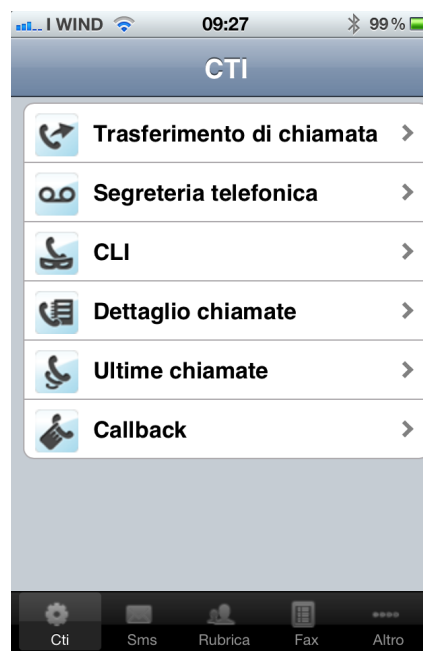 I WIND 09:27 99 %
CTI
Trasferimento di chiamata
Segreteria telefonica
CLI
Dettaglio chiamate
Ultime chiamate
Callback
Cti Sms Rubrica Fax Altro